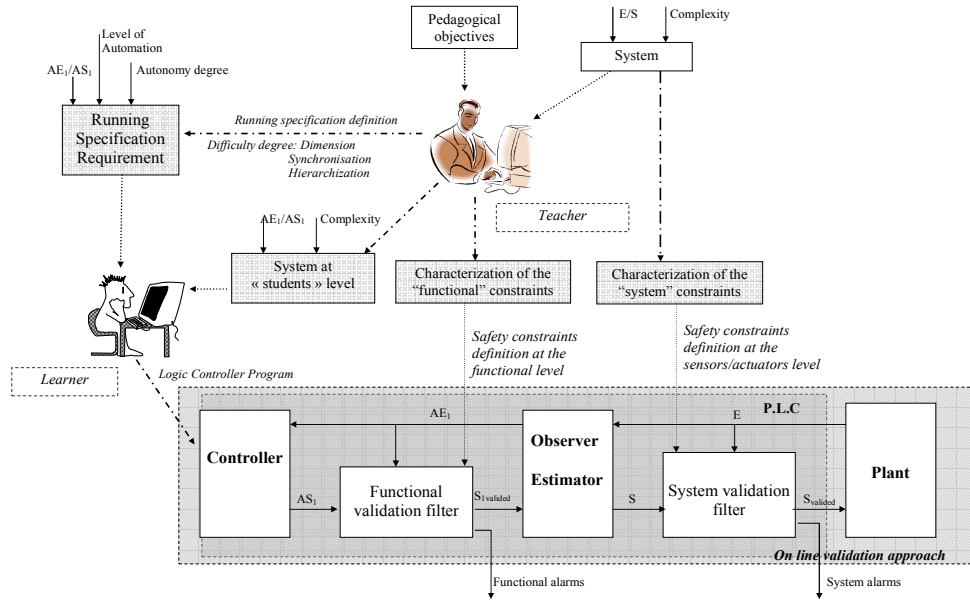 Level of
Automation
AE1/AS1
Autonomy degree
Pedagogical
objectives
E/S
Complexity
System
Running
Specification
Requirement
Running specification definition
Difficulty degree: Dimension
Synchronisation
Hierarchization
Teacher
AE1/AS1
Complexity
System at
« students » level
Characterization of the
“functional” constraints
Characterization of the
“system” constraints
Safety constraints
definition at the
functional level
Safety constraints
definition at the
sensors/actuators level
Learner
Logic Controller Program
P.L.C
AE1
E
Controller
Observer
Estimator
Plant
AS1
Functional
validation filter
S1valided
S
System validation
filter
Svalided
On line validation approach
Functional alarms
System alarms